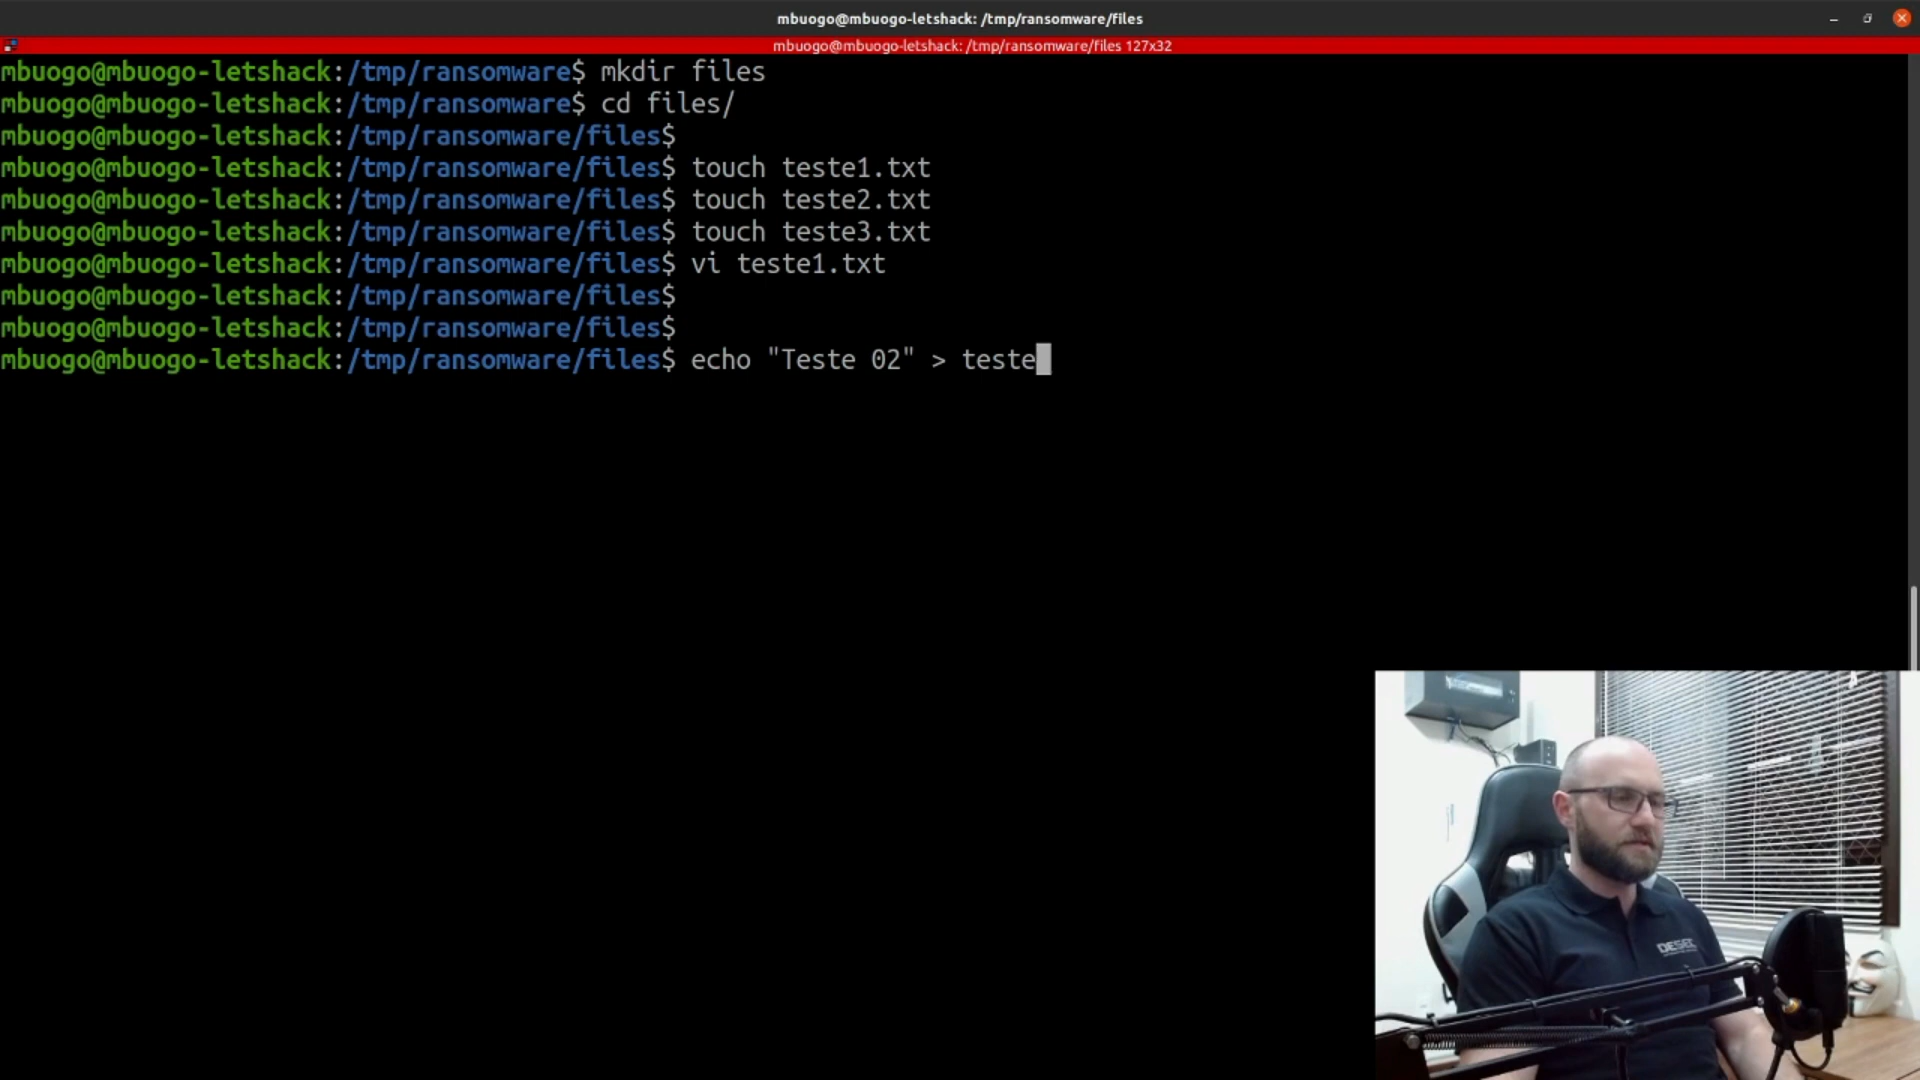 mbuogo@mbuogo-letshack: /tmp/ransomware/files
mbuogo@mbuogo-letshack: /tmp/ransomware/files 127x32
mbuogo@mbuogo-letshack:/tmp/ransomware$ mkdir files
mbuogo@mbuogo-letshack:/tmp/ransomware$ cd files/
mbuogo@mbuogo-letshack:/tmp/ransomware/files$
mbuogo@mbuogo-letshack:/tmp/ransomware/files$ touch teste1.txt
mbuogo@mbuogo-letshack:/tmp/ransomware/files$ touch teste2.txt
mbuogo@mbuogo-letshack:/tmp/ransomware/files$ touch teste3.txt
mbuogo@mbuogo-letshack:/tmp/ransomware/files$ vi teste1.txt
mbuogo@mbuogo-letshack:/tmp/ransomware/files$
mbuogo@mbuogo-letshack:/tmp/ransomware/files$
mbuogo@mbuogo-letshack:/tmp/ransomware/files$ echo "Teste 02" > teste
DESEC